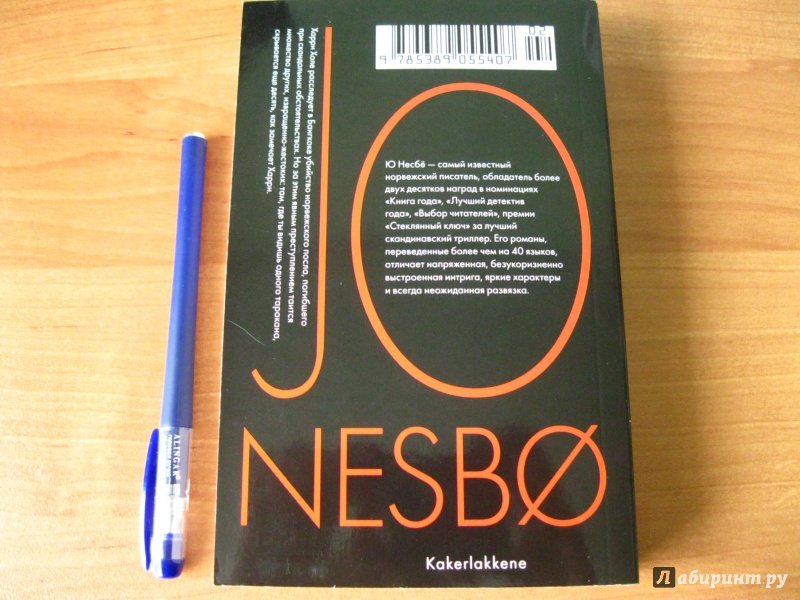 02
9 785389 055407
Харри Холе расследует в Бангкоке убийство норвежского посла, погибшего
при скандальных обстоятельствах. Но за этим явным преступлением таится
множество других, извращенно-жестоких: там, где ты видишь одного таракана,
скрывается еще десять, как замечает Харри.
Ю Несбё — самый известный
норвежский писатель, обладатель более
двух десятков наград в номинациях
«Книга года», «Лучший детектив
года», «Выбор читателей», премии
«Стеклянный ключ» за лучший
скандинавский триллер. Его романы,
переведенные более чем на 40 языков,
отличает напряженная, безукоризненно
выстроенная интрига, яркие характеры
и всегда неожиданная развязка.
JO
NESBØ
Kakerlakkene
ALINGAR
Лабиринт.ру